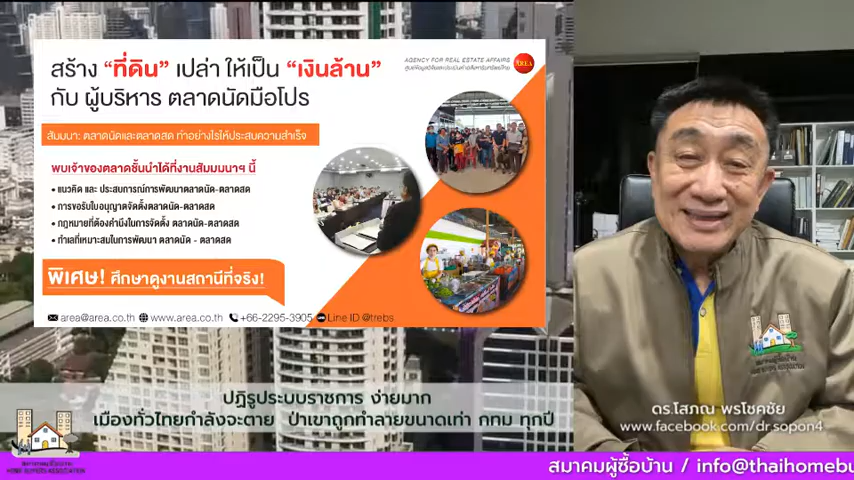 สร้าง "ที่ดิน" เปล่า ให้เป็น "เงินล้าน"
กับ ผู้บริหาร ตลาดนัดมือโปร
AGENCY FOR REAL ESTATE AFFAIRS
AREA
สัมมนา: ตลาดนัดและตลาดสด ทำอย่างไรให้ประสบความสำเร็จ
พบเจ้าของตลาดชั้นนำได้ที่งานสัมมนาฯ นี้
• แนวคิด และ ประสบการณ์การพัฒนาตลาดนัด-ตลาดสด
• การขอรับใบอนุญาตจัดตั้งตลาดนัด-ตลาดสด
• กฎหมายที่ต้องคำนึงในการจัดตั้ง ตลาดนัด-ตลาดสด
• ทำเลที่เหมาะสมในการพัฒนา ตลาดนัด - ตลาดสด
พิเศษ! ศึกษาดูงานสถานีที่จริง!
area@area.co.th www.area.co.th +66-2295-3905 Line ID @trebs
ปฏิรูประบบราชการ ง่ายมาก
เมืองทั่วไทยกำลังจะตาย ป่าเขาถูกทำลายขนาดเท่า กทม ทุกปี
ดร.โสภณ พรโชคชัย
www.facebook.com/dr.sopon4
HOME BUYERS ASSOCIATION
สมาคมผู้ซื้อบ้าน / info@thaihomebu